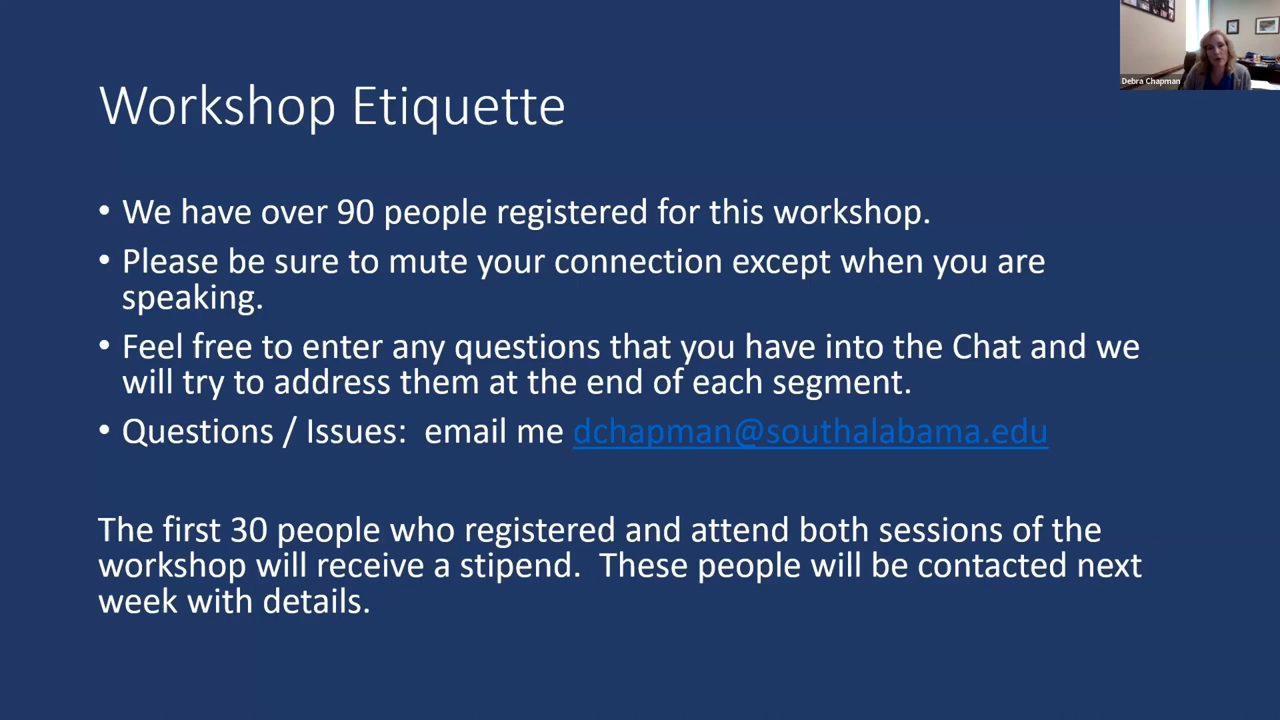 Debra Chapman
Workshop Etiquette
• We have over 90 people registered for this workshop.
• Please be sure to mute your connection except when you are
speaking.
• Feel free to enter any questions that you have into the Chat and we
will try to address them at the end of each segment.
• Questions / Issues:  email me dchapman@southalabama.edu
The first 30 people who registered and attend both sessions of the
workshop will receive a stipend.  These people will be contacted next
week with details.